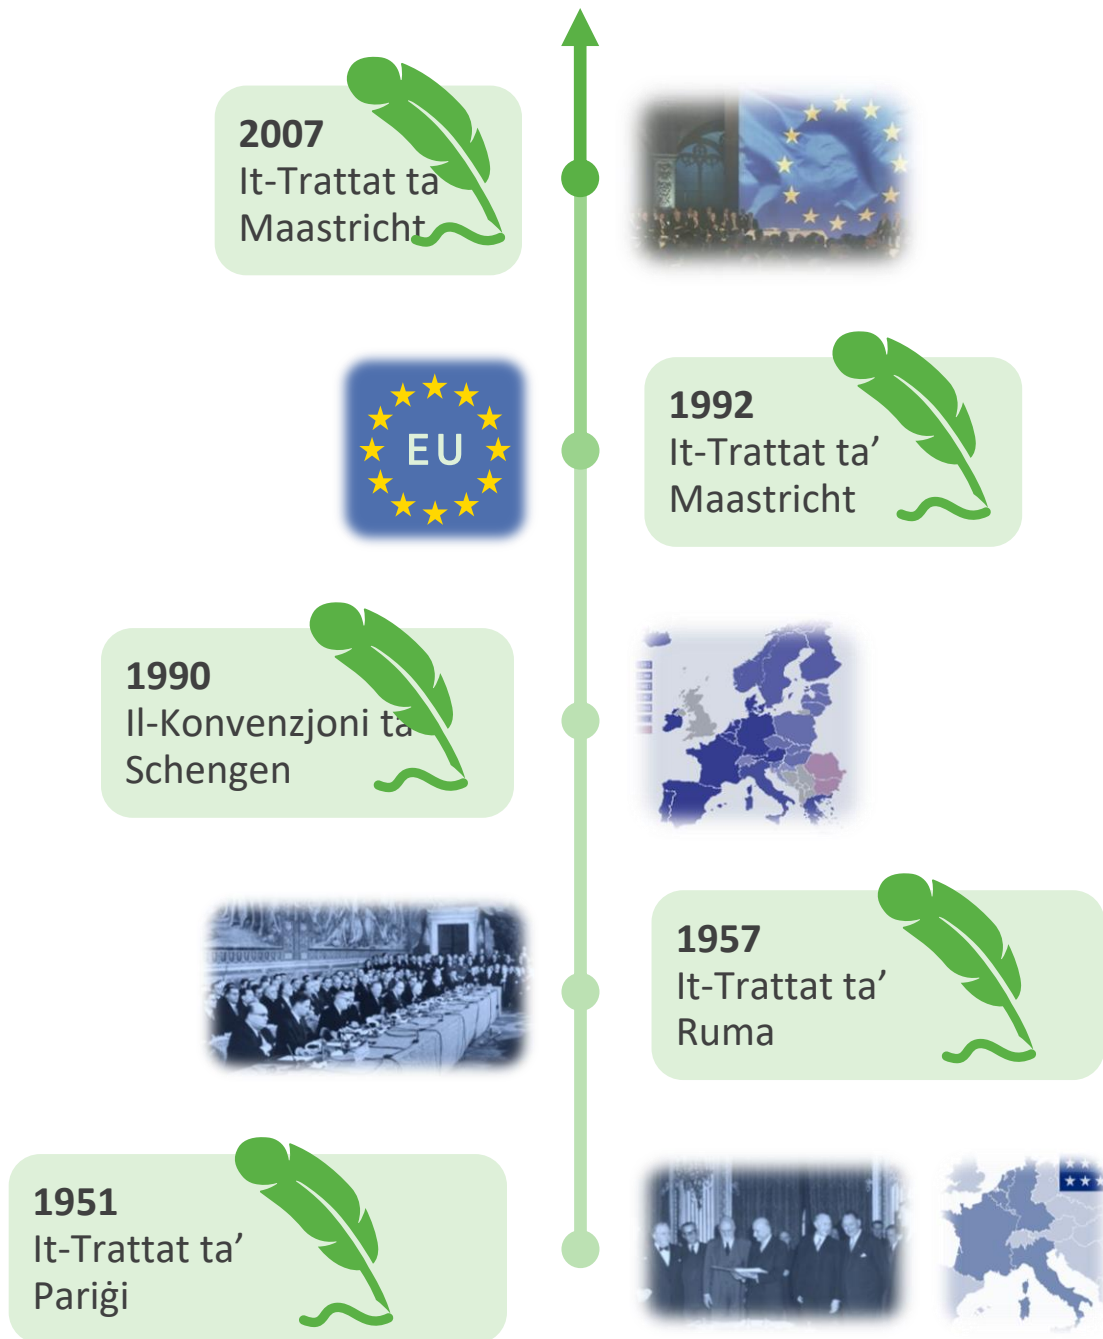 2007
It-Trattat ta
Maastricht
EU
1992
It-Trattat ta’
Maastricht
1990
Il-Konvenzjoni ta
Schengen
1957
It-Trattat ta’
Ruma
1951
It-Trattat ta’
Pariġi